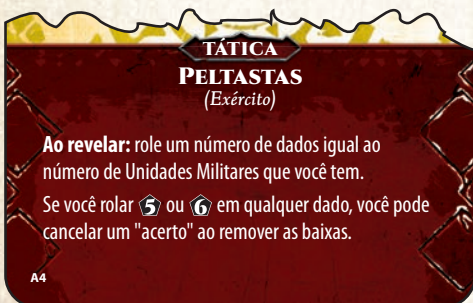 TÁTICA
PELTASTAS
(Exército)
Ao revelar: role um número de dados igual ao
número de Unidades Militares que você tem.
Se você rolar 5 ou 6 em qualquer dado, você pode
cancelar um "acerto" ao remover as baixas.
A4